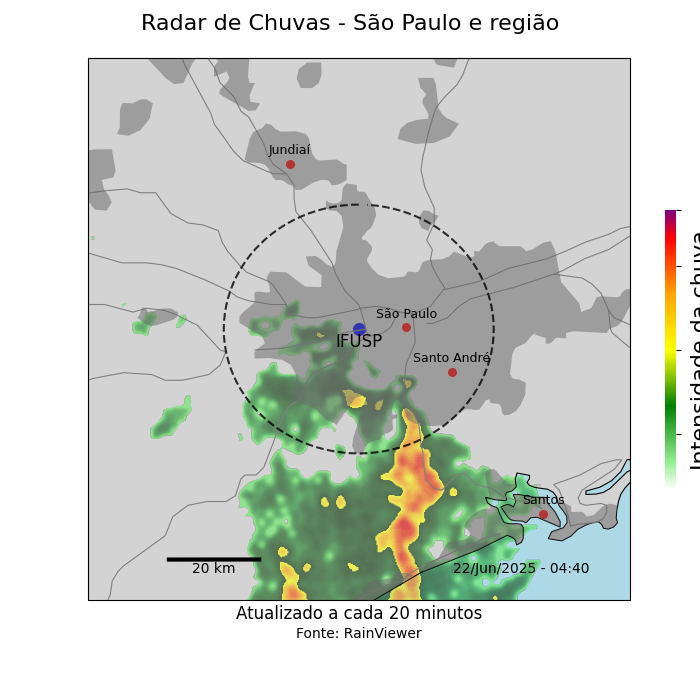 Radar de Chuvas - São Paulo e região
Jundiaí
São Paulo
IFUSP
Santo André
Santos
20 km
22/Jun/2025 - 04:40
Intensidade da chuva
Atualizado a cada 20 minutos
Fonte: RainViewer